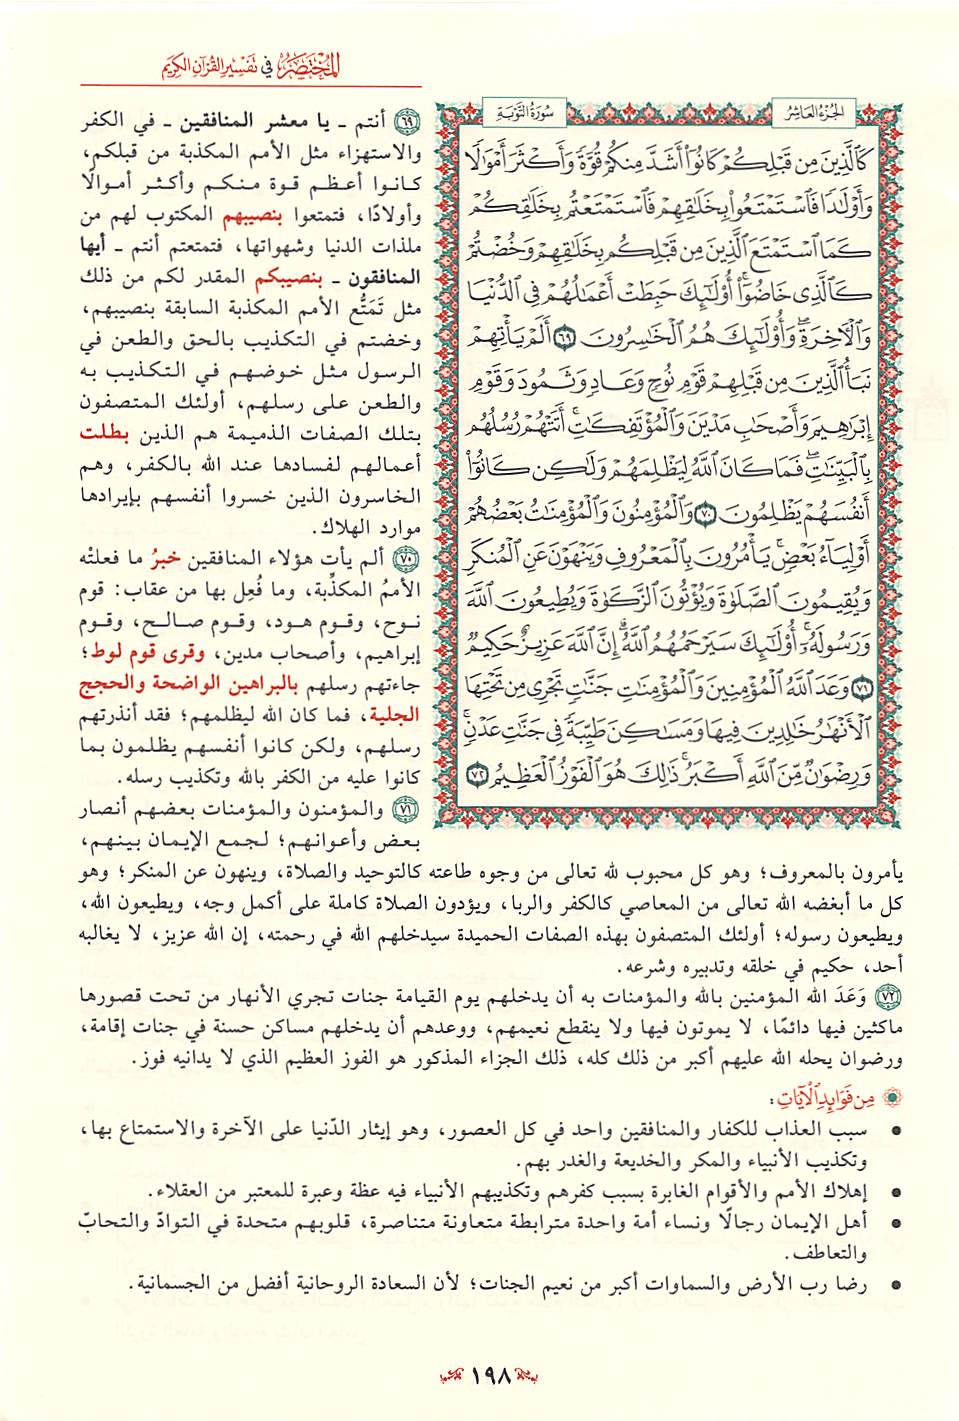 المختصر في تفسير القرآن الكريم
الجزء العاشر
سورة التوبة
كَٱلَّذِينَ مِن قَبۡلِكُمۡ كَانُوٓاْ أَشَدَّ مِنكُمۡ قُوَّةٗ وَأَكۡثَرَ أَمۡوَٰلٗا
وَأَوۡلَٰدٗا فَٱسۡتَمۡتَعُواْ بِخَلَٰقِهِمۡ فَٱسۡتَمۡتَعۡتُم بِخَلَٰقِكُمۡ
كَمَا ٱسۡتَمۡتَعَ ٱلَّذِينَ مِن قَبۡلِكُم بِخَلَٰقِهِمۡ وَخُضۡتُمۡ
كَٱلَّذِي خَاضُوٓاْۚ أُوْلَٰٓئِكَ حَبِطَتۡ أَعۡمَٰلُهُمۡ فِي ٱلدُّنۡيَا
وَٱلۡأٓخِرَةِۖ وَأُوْلَٰٓئِكَ هُمُ ٱلۡخَٰسِرُونَ ٦٩ أَلَمۡ يَأۡتِهِمۡ
نَبَأُ ٱلَّذِينَ مِن قَبۡلِهِمۡ قَوۡمِ نُوحٖ وَعَادٖ وَثَمُودَ وَقَوۡمِ
إِبۡرَٰهِيمَ وَأَصۡحَٰبِ مَدۡيَنَ وَٱلۡمُؤۡتَفِكَٰتِۚ أَتَتۡهُمۡ رُسُلُهُم
بِٱلۡبَيِّنَٰتِۖ فَمَا كَانَ ٱللَّهُ لِيَظۡلِمَهُمۡ وَلَٰكِن كَانُوٓاْ
أَنفُسَهُمۡ يَظۡلِمُونَ ٧٠ وَٱلۡمُؤۡمِنُونَ وَٱلۡمُؤۡمِنَٰتُ بَعۡضُهُمۡ
أَوۡلِيَآءُ بَعۡضٖۚ يَأۡمُرُونَ بِٱلۡمَعۡرُوفِ وَيَنۡهَوۡنَ عَنِ ٱلۡمُنكَرِ
وَيُقِيمُونَ ٱلصَّلَوٰةَ وَيُؤۡتُونَ ٱلزَّكَوٰةَ وَيُطِيعُونَ ٱللَّهَ
وَرَسُولَهُۥٓۚ أُوْلَٰٓئِكَ سَيَرۡحَمُهُمُ ٱللَّهُۗ إِنَّ ٱللَّهَ عَزِيزٌ حَكِيمٞ
٧١ وَعَدَ ٱللَّهُ ٱلۡمُؤۡمِنِينَ وَٱلۡمُؤۡمِنَٰتِ جَنَّٰتٖ تَجۡرِي مِن تَحۡتِهَا
ٱلۡأَنۡهَٰرُ خَٰلِدِينَ فِيهَا وَمَسَٰكِنَ طَيِّبَةٗ فِي جَنَّٰتِ عَدۡنٖۚ
وَرِضۡوَٰنٞ مِّنَ ٱللَّهِ أَكۡبَرُۚ ذَٰلِكَ هُوَ ٱلۡفَوۡزُ ٱلۡعَظِيمُ ٧٢
٦٩ أنتم ـ يا معشر المنافقين ـ في الكفر
والاستهزاء مثل الأمم المكذبة من قبلكم،
كانوا أعظم قوة منكم وأكثر أموالًا
وأولادًا، فتمتعوا بنصيبهم المكتوب لهم من
ملذات الدنيا وشهواتها، فتمتعتم أنتم ـ أيها
المنافقون ـ بنصيبكم المقدر لكم من ذلك
مثل تَمَتُّع الأمم المكذبة السابقة بنصيبهم،
وخضتم في التكذيب بالحق والطعن في
الرسول مثل خوضهم في التكذيب به
والطعن على رسلهم، أولئك المتصفون
بتلك الصفات الذميمة هم الذين بطلت
أعمالهم لفسادها عند الله بالكفر، وهم
الخاسرون الذين خسروا أنفسهم بإيرادها
موارد الهلاك.
٧٠ ألم يأت هؤلاء المنافقين خبرُ ما فعلتْه
الأممُ المكذِّبة، وما فُعِل بها من عقاب: قوم
نوح، وقوم هود، وقوم صالح، وقوم
إبراهيم، وأصحاب مدين، وقرى قوم لوط؛
جاءتهم رسلهم بالبراهين الواضحة والحجج
الجلية، فما كان الله ليظلمهم؛ فقد أنذرتهم
رسلهم، ولكن كانوا أنفسهم يظلمون بما
كانوا عليه من الكفر بالله وتكذيب رسله.
٧١ والمؤمنون والمؤمنات بعضهم أنصار
بعض وأعوانهم؛ لجمع الإيمان بينهم،
يأمرون بالمعروف؛ وهو كل محبوب لله تعالى من وجوه طاعته كالتوحيد والصلاة، وينهون عن المنكر؛ وهو
كل ما أبغضه الله تعالى من المعاصي كالكفر والربا، ويؤدون الصلاة كاملة على أكمل وجه، ويطيعون الله،
ويطيعون رسوله؛ أولئك المتصفون بهذه الصفات الحميدة سيدخلهم الله في رحمته، إن الله عزيز، لا يغالبه
أحد، حكيم في خلقه وتدبيره وشرعه.
٧٢ وَعَدَ الله المؤمنين بالله والمؤمنات به أن يدخلهم يوم القيامة جنات تجري الأنهار من تحت قصورها
ماكثين فيها دائمًا، لا يموتون فيها ولا ينقطع نعيمهم، ووعدهم أن يدخلهم مساكن حسنة في جنات إقامة،
ورضوان يحله الله عليهم أكبر من ذلك كله، ذلك الجزاء المذكور هو الفوز العظيم الذي لا يدانيه فوز.
من فوائد الآيات:
• سبب العذاب للكفار والمنافقين واحد في كل العصور، وهو إيثار الدّنيا على الآخرة والاستمتاع بها،
وتكذيب الأنبياء والمكر والخديعة والغدر بهم.
• إهلاك الأمم والأقوام الغابرة بسبب كفرهم وتكذيبهم الأنبياء فيه عظة وعبرة للمعتبر من العقلاء.
• أهل الإيمان رجالًا ونساء أمة واحدة مترابطة متعاونة متناصرة، قلوبهم متحدة في التوادّ والتحابّ
والتعاطف.
• رضا رب الأرض والسماوات أكبر من نعيم الجنات؛ لأن السعادة الروحانية أفضل من الجسمانية.
١٩٨